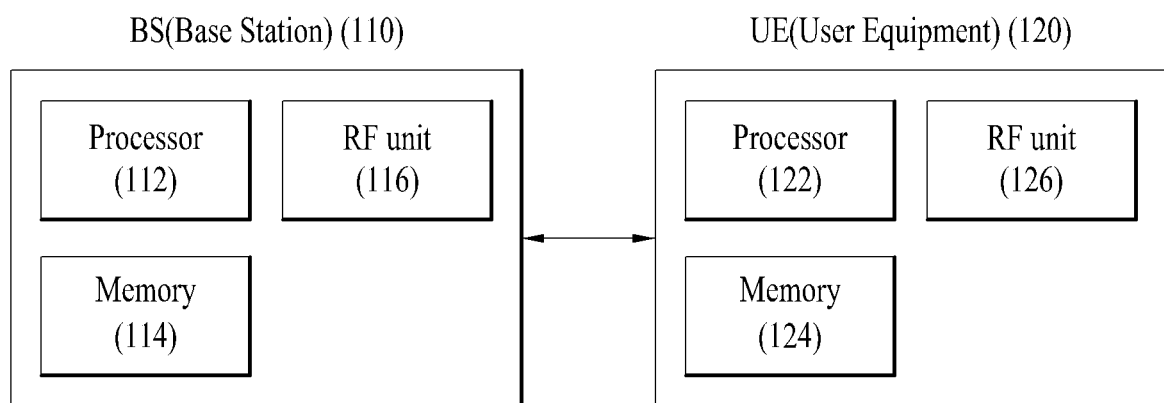 BS(Base Station) (110)
Processor
(112)
RF unit
(116)
Memory
(114)
UE(User Equipment) (120)
Processor
(122)
RF unit
(126)
Memory
(124)